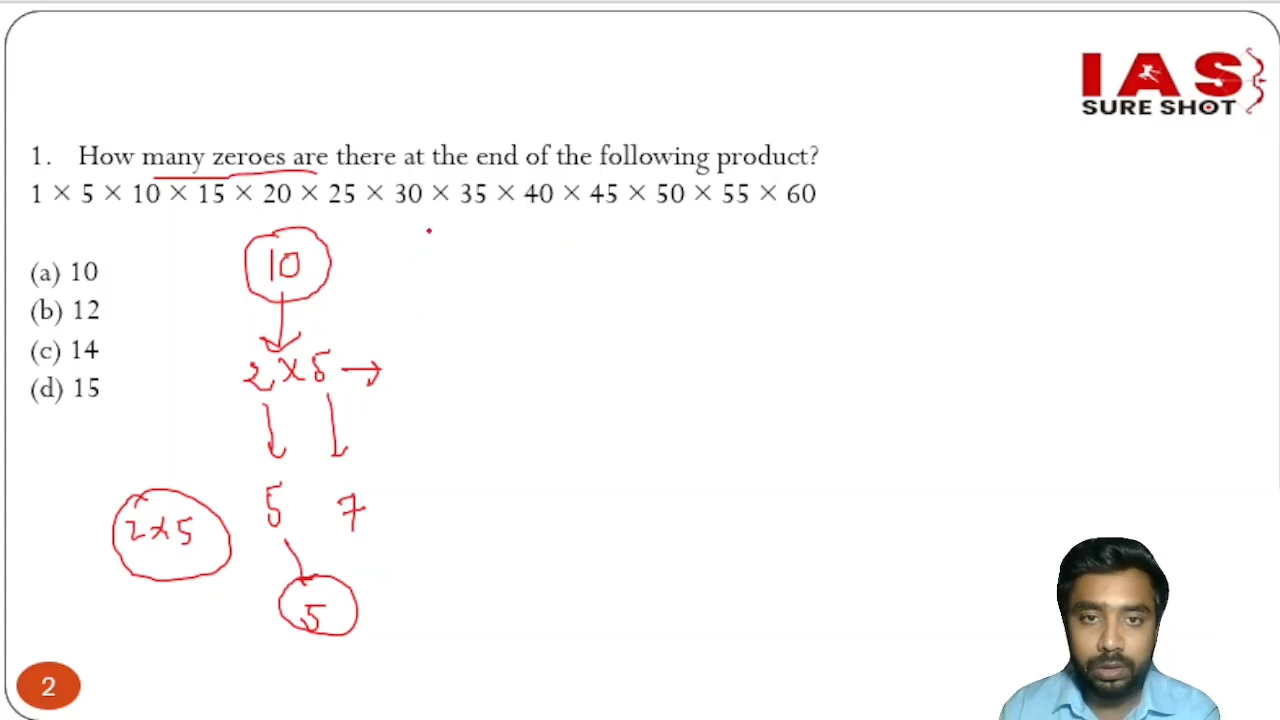 IAS
SURE SHOT
1. How many zeroes are there at the end of the following product?
1 × 5 × 10 × 15 × 20 × 25 × 30 × 35 × 40 × 45 × 50 × 55 × 60
(a) 10
(b) 12
(c) 14
(d) 15
10
2 × 5 →
5 7
2 × 5
5
2